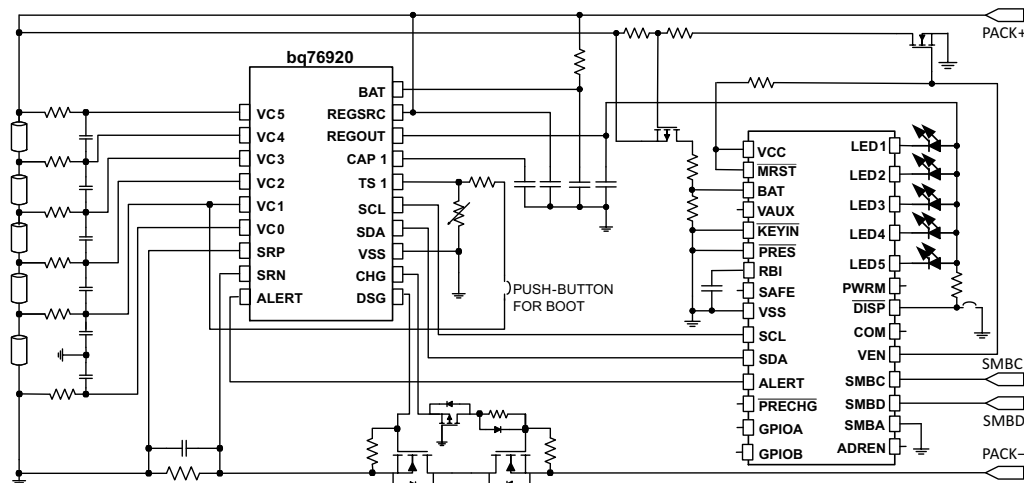 PACK+
bq76920
BAT
REGSRC
REGOUT
CAP 1
TS 1
SCL
SDA
VSS
CHG
DSG
VC5
VC4
VC3
VC2
VC1
VC0
SRP
SRN
ALERT
PUSH-BUTTON
FOR BOOT
VCC
MRST
BAT
VAUX
KEYIN
PRES
RBI
SAFE
VSS
SCL
SDA
ALERT
PRECHG
GPIOA
GPIOB
LED1
LED2
LED3
LED4
LED5
PWRM
DISP
COM
VEN
SMBC
SMBD
SMBA
ADREN
SMBC
SMBD
PACK–